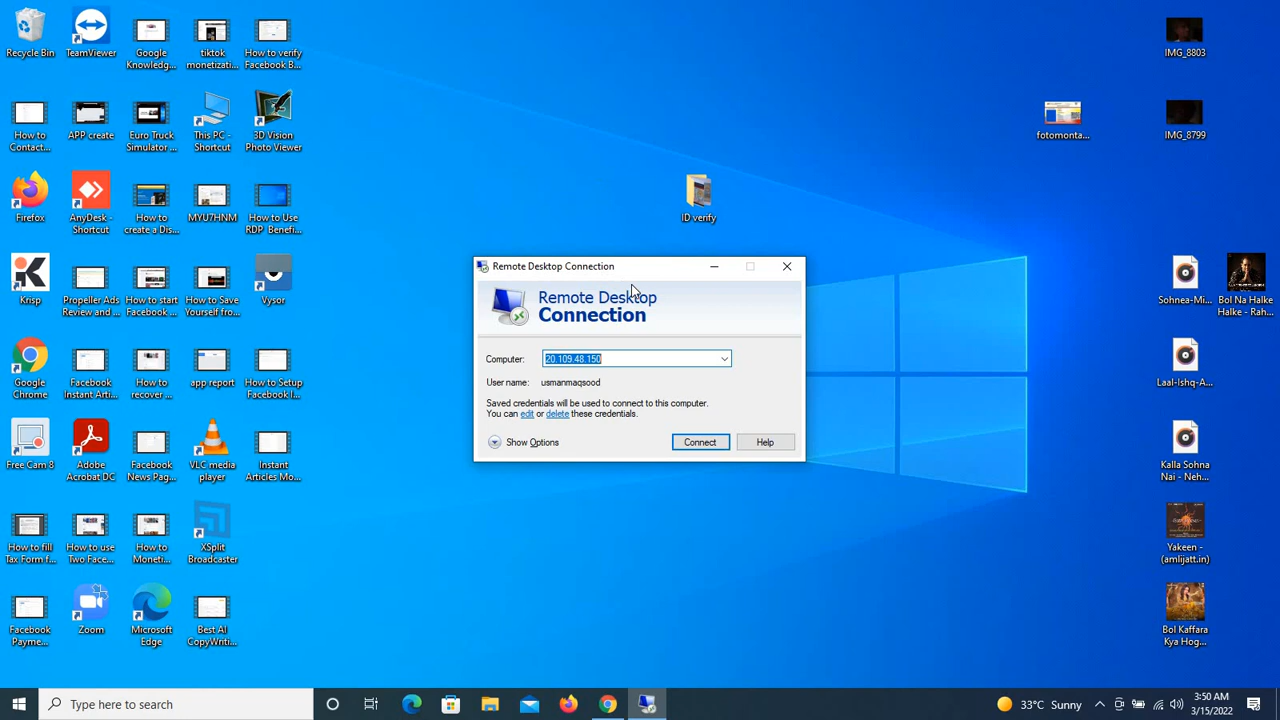 Recycle Bin
TeamViewer
Google
Knowledg...
tiktok
monetizati...
How to verify
Facebook B...
IMG_8803
How to
Contact...
APP create
Euro Truck
Simulator ...
This PC -
Shortcut
3D Vision
Photo Viewer
fotomonta...
IMG_8799
Firefox
AnyDesk -
Shortcut
How to
create a Dis...
MYU7HNM
How to Use
RDP Benefi...
ID verify
Krisp
Propeller Ads
Review and ...
How to start
Facebook ...
How to Save
Yourself fro...
Vysor
Sohnea-Mi...
Bol Na Halke
Halke - Rah...
Google
Chrome
Facebook
Instant Arti...
How to
recover ...
app report
How to Setup
Facebook I...
Laal-Ishq-A...
Free Cam 8
Adobe
Acrobat DC
Facebook
News Pag...
VLC media
player
Instant
Articles Mo...
Kalla Sohna
Nai - Neh...
How to fill
Tax Form f...
How to use
Two Face...
How to
Moneti...
XSplit
Broadcaster
Yakeen -
(amlijatt.in)
Facebook
Payme...
Zoom
Microsoft
Edge
Best AI
CopyWriti...
Bol Kaffara
Kya Hog...
Remote Desktop Connection
Remote Desktop
Connection
Computer: 20.109.48.150
User name: usmanmaqsood
Saved credentials will be used to connect to this computer.
You can edit or delete these credentials.
Show Options
Connect
Help
Type here to search
33°C Sunny
3:50 AM
3/15/2022